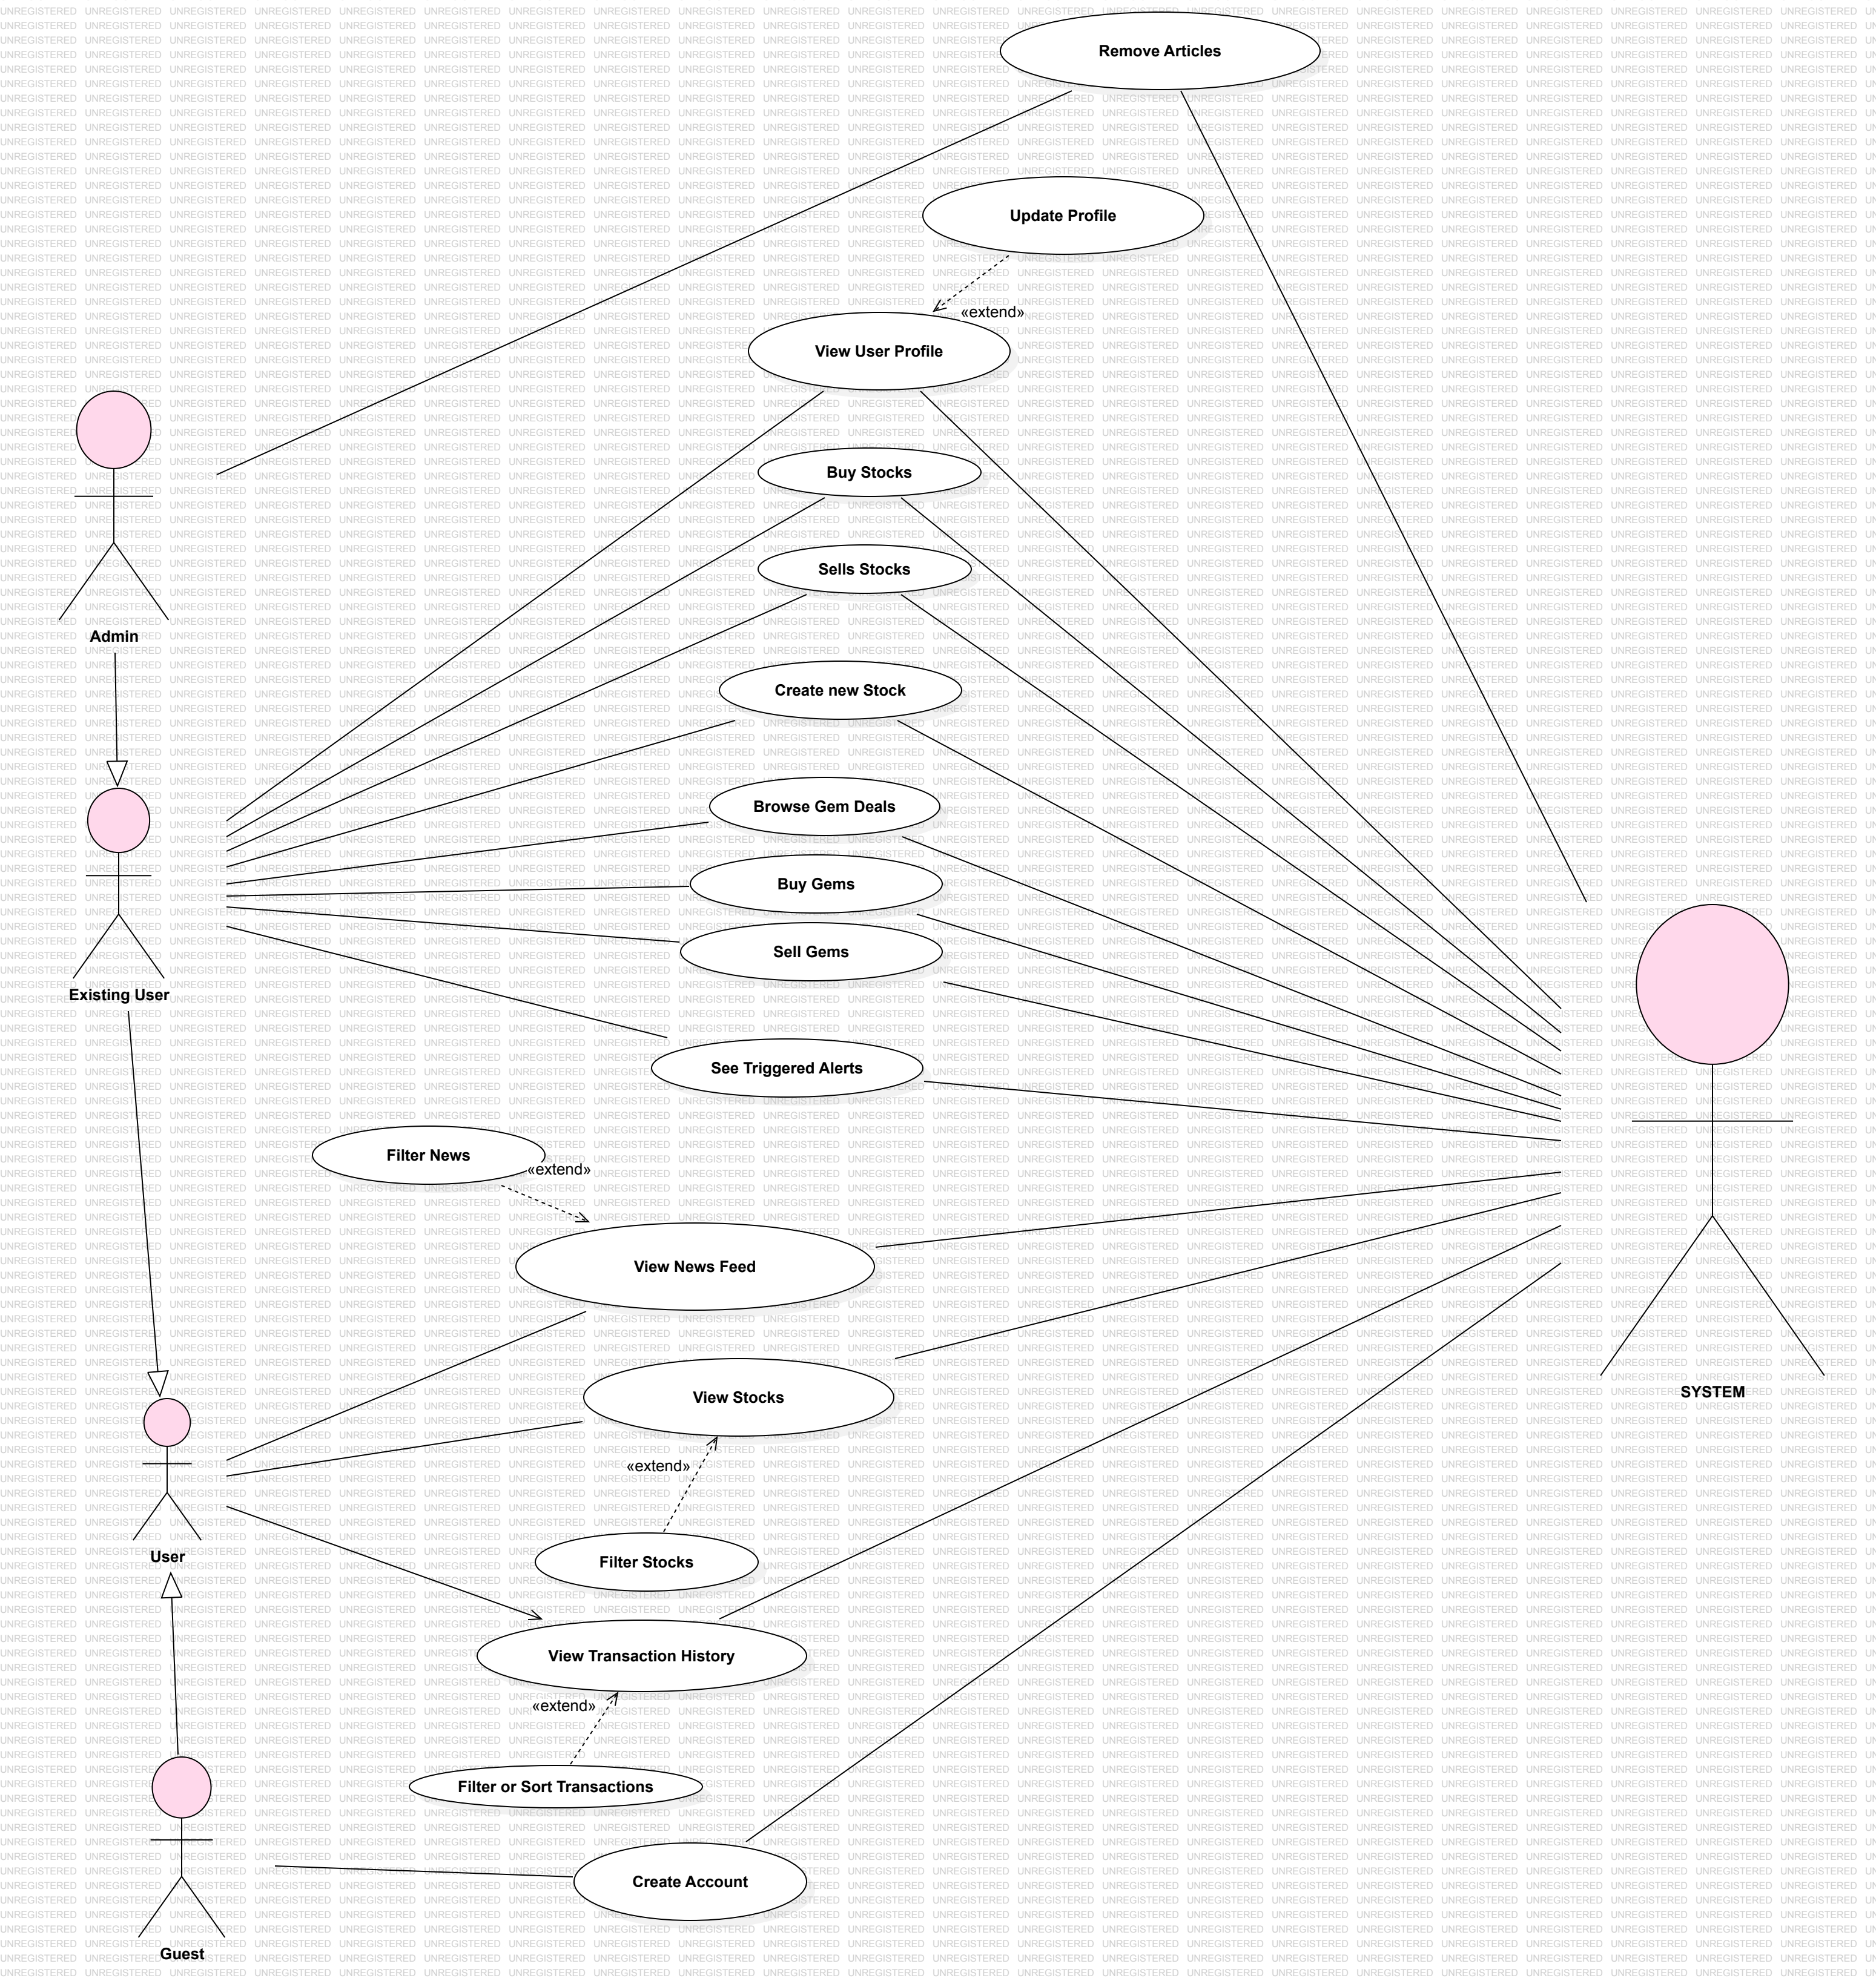 Remove Articles
Update Profile
«extend»
View User Profile
Admin
Buy Stocks
Sells Stocks
Create new Stock
Browse Gem Deals
Existing User
Buy Gems
Sell Gems
See Triggered Alerts
Filter News
«extend»
View News Feed
SYSTEM
View Stocks
«extend»
User
Filter Stocks
View Transaction History
«extend»
Filter or Sort Transactions
Create Account
Guest
UNREGISTERED